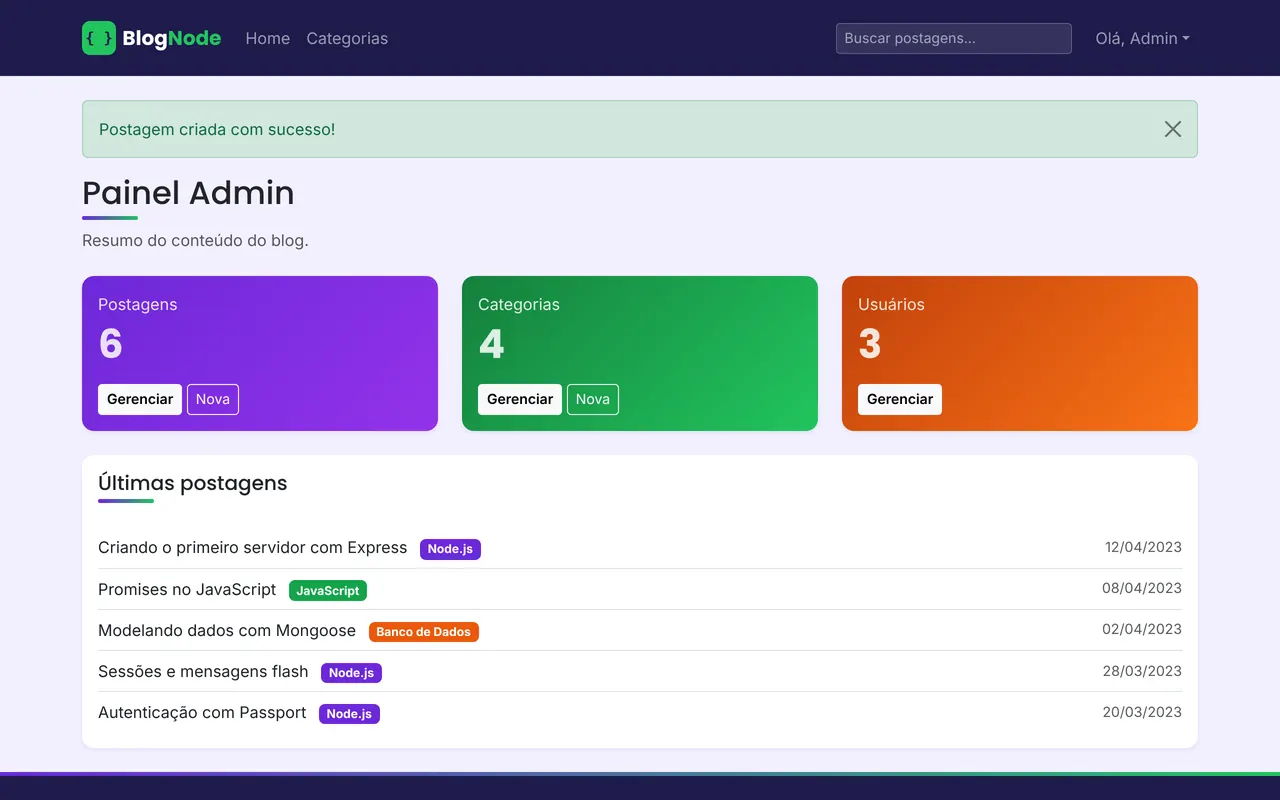 { } BlogNode Home Categorias Buscar postagens... Olá, Admin
Postagem criada com sucesso!
Painel Admin
Resumo do conteúdo do blog.
Postagens
6
Gerenciar Nova
Categorias
4
Gerenciar Nova
Usuários
3
Gerenciar
Últimas postagens
Criando o primeiro servidor com Express Node.js 12/04/2023
Promises no JavaScript JavaScript 08/04/2023
Modelando dados com Mongoose Banco de Dados 02/04/2023
Sessões e mensagens flash Node.js 28/03/2023
Autenticação com Passport Node.js 20/03/2023